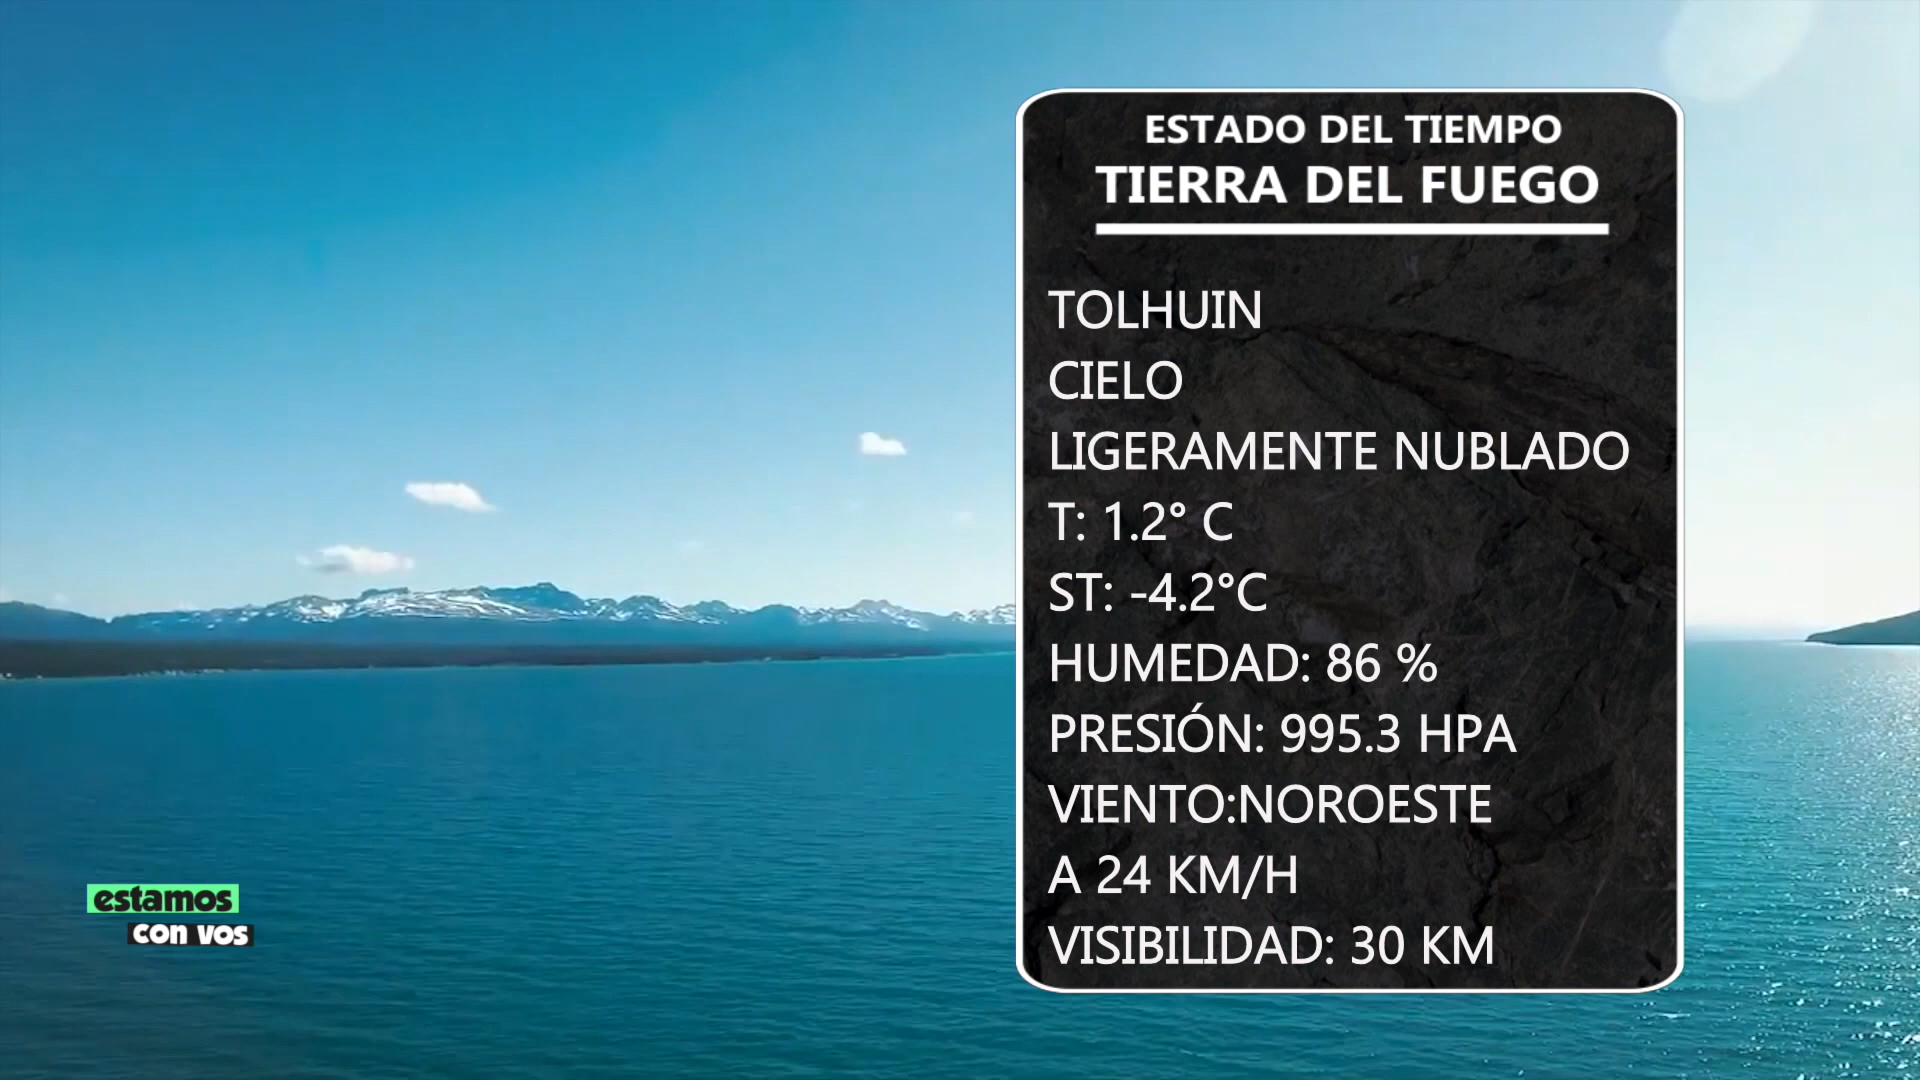 ESTADO DEL TIEMPO
TIERRA DEL FUEGO
TOLHUIN
CIELO
LIGERAMENTE NUBLADO
T: 1.2° C
ST: -4.2°C
HUMEDAD: 86 %
PRESIÓN: 995.3 HPA
VIENTO:NOROESTE
A 24 KM/H
VISIBILIDAD: 30 KM
estamos
con vos